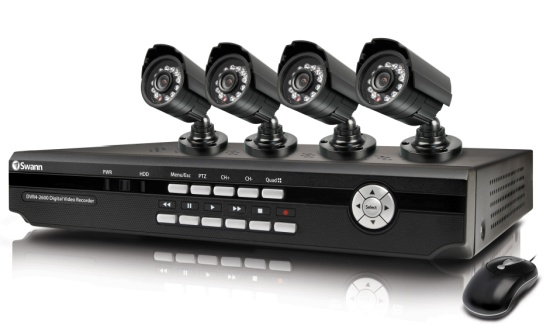 Swann
PWR HDD Menu/Esc PTZ CH+ CH- Quad
DVR4-2600 Digital Video Recorder
Select